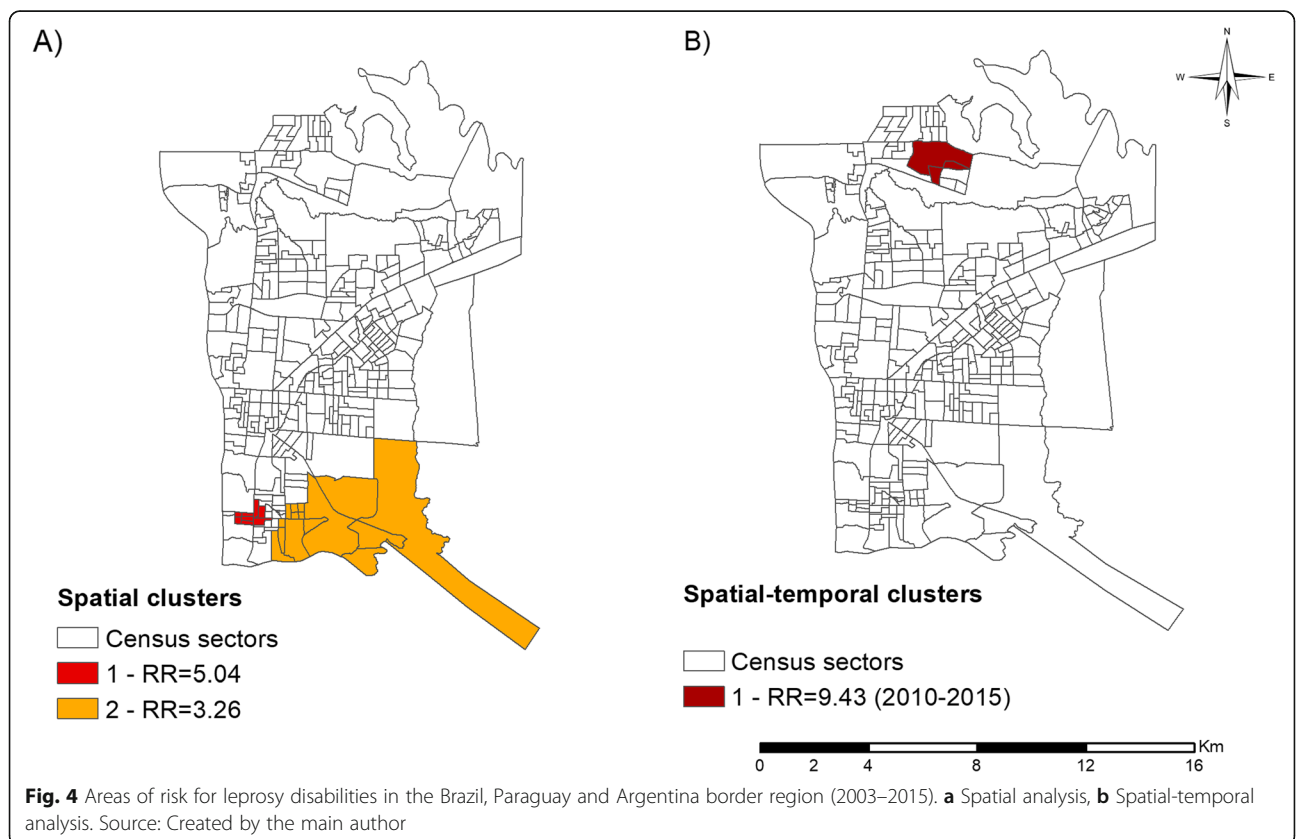 A)
B)
N
W
E
S
Spatial clusters
Census sectors
1 - RR=5.04
2 - RR=3.26
Spatial-temporal clusters
Census sectors
1 - RR=9.43 (2010-2015)
Km
0 2 4 8 12 16
Fig. 4 Areas of risk for leprosy disabilities in the Brazil, Paraguay and Argentina border region (2003–2015). a Spatial analysis, b Spatial-temporal
analysis. Source: Created by the main author